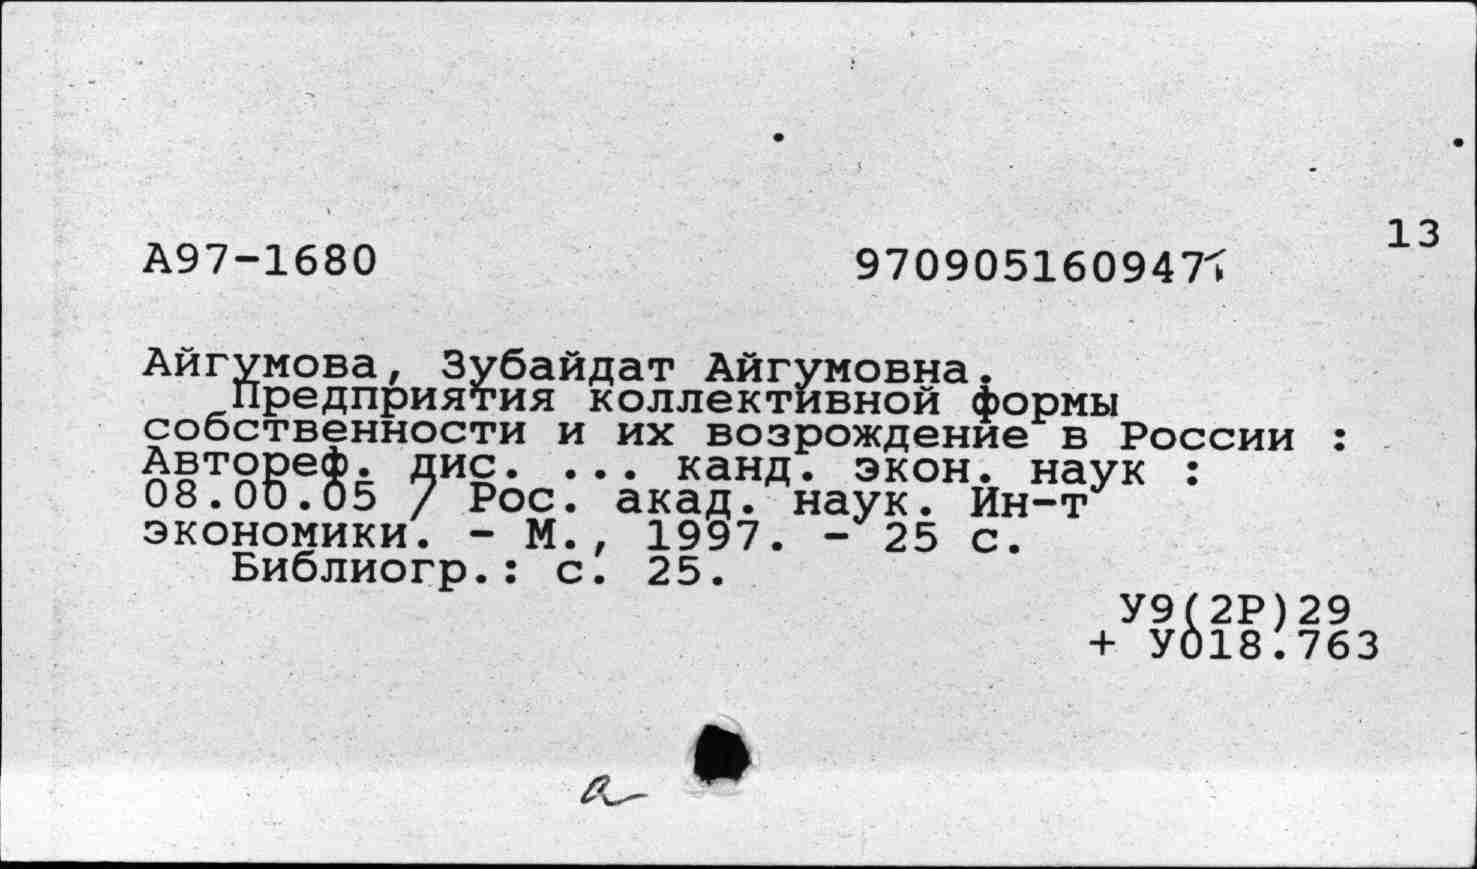 13
А97-1680 970905160947
Айгумова, Зубайдат Айгумовна.
Предприятия коллективной формы
собственности и их возрождение в России :
Автореф. дис. ... канд. экон. наук :
08.00.05 / Рос. акад. наук. Ин-т
экономики. - М., 1997. - 25 с.
Библиогр.: с. 25.
У9(2Р)29
+ У018.763
а